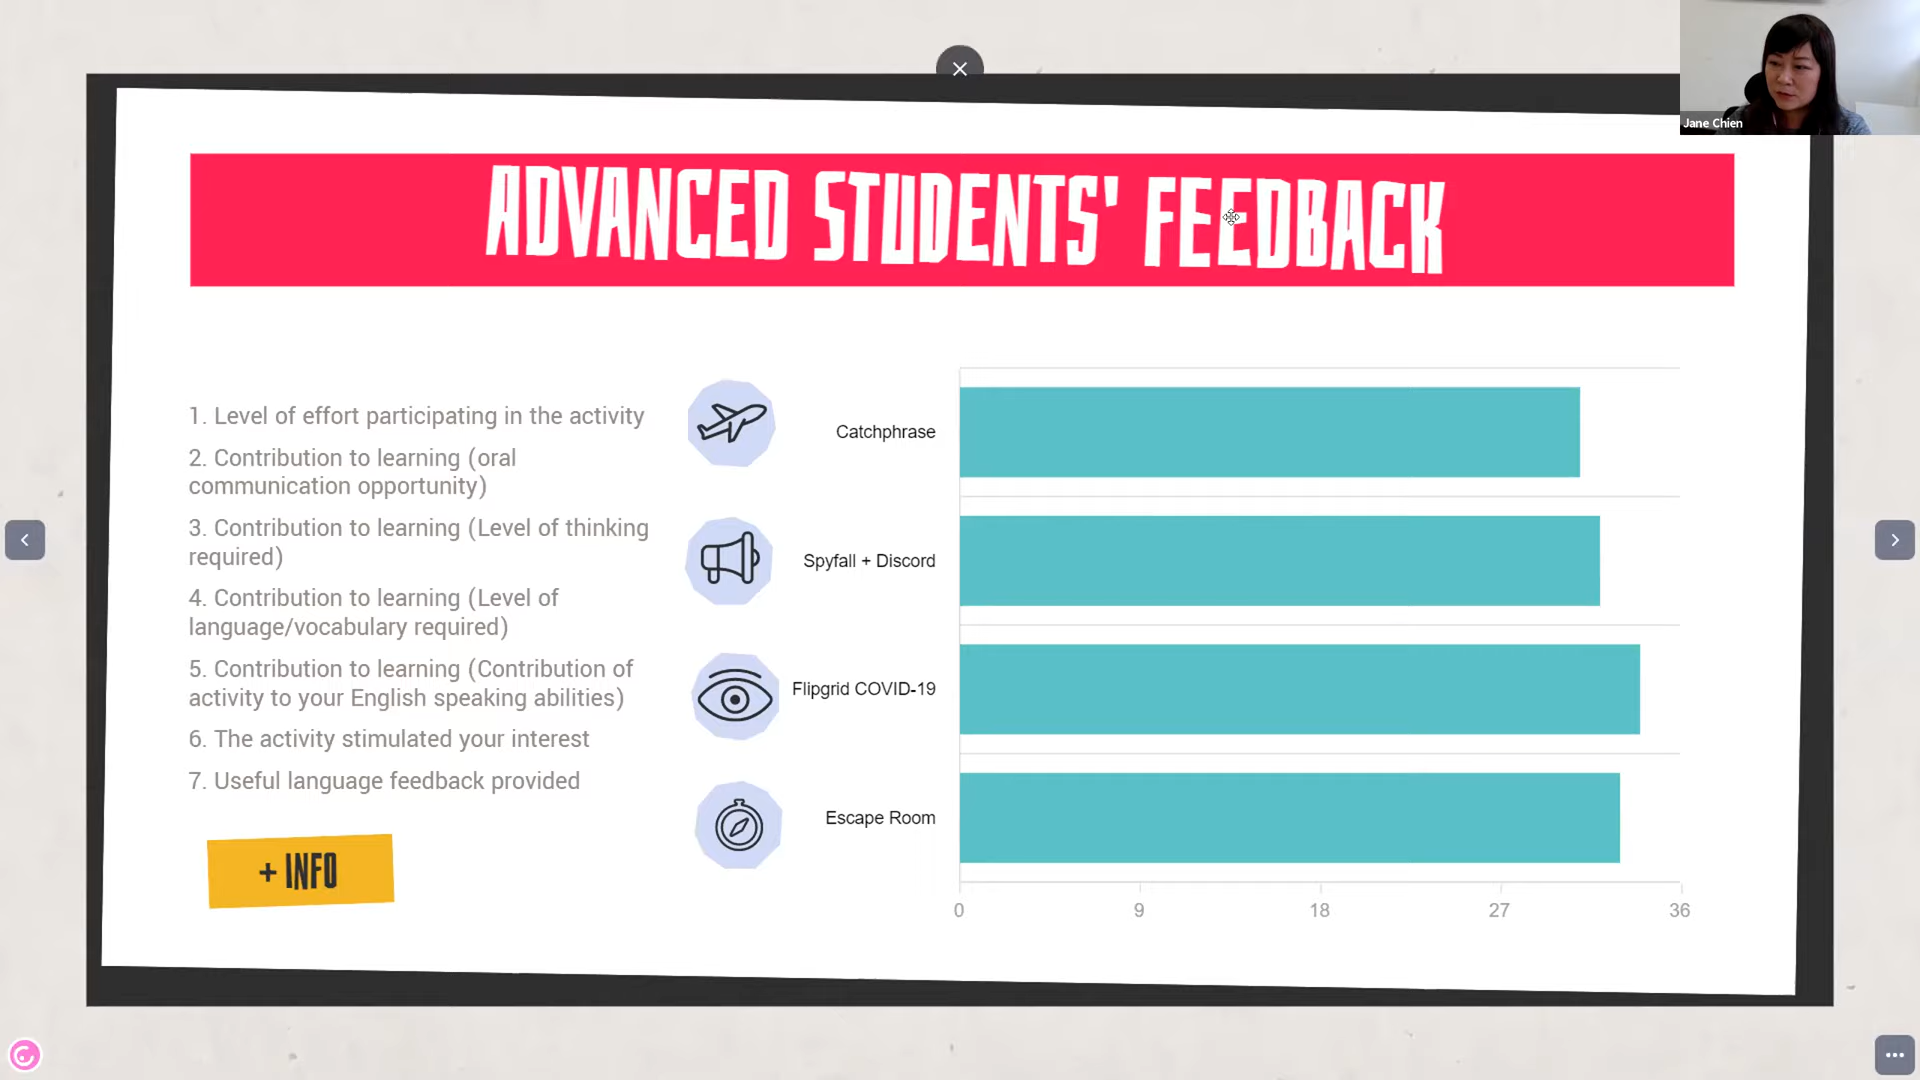 Jane Chien
ADVANCED STUDENTS' FEEDBACK
1. Level of effort participating in the activity
2. Contribution to learning (oral
communication opportunity)
3. Contribution to learning (Level of thinking
required)
4. Contribution to learning (Level of
language/vocabulary required)
5. Contribution to learning (Contribution of
activity to your English speaking abilities)
6. The activity stimulated your interest
7. Useful language feedback provided
+ INFO
Catchphrase
Spyfall + Discord
Flipgrid COVID-19
Escape Room
0 9 18 27 36